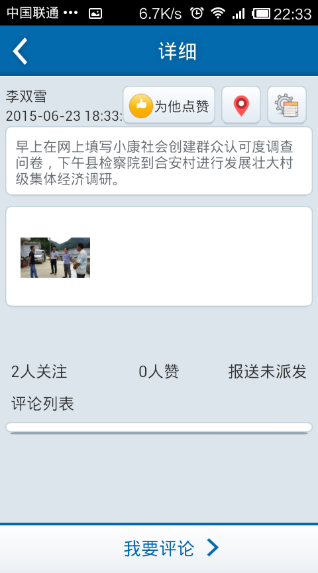 中国联通 ••• 6.7K/s 22:33
详细
李双雪
2015-06-23 18:33:
为他点赞
早上在网上填写小康社会创建群众认可度调查
问卷，下午县检察院到合安村进行发展壮大村
级集体经济调研。
2人关注 0人赞 报送未派发
评论列表
我要评论